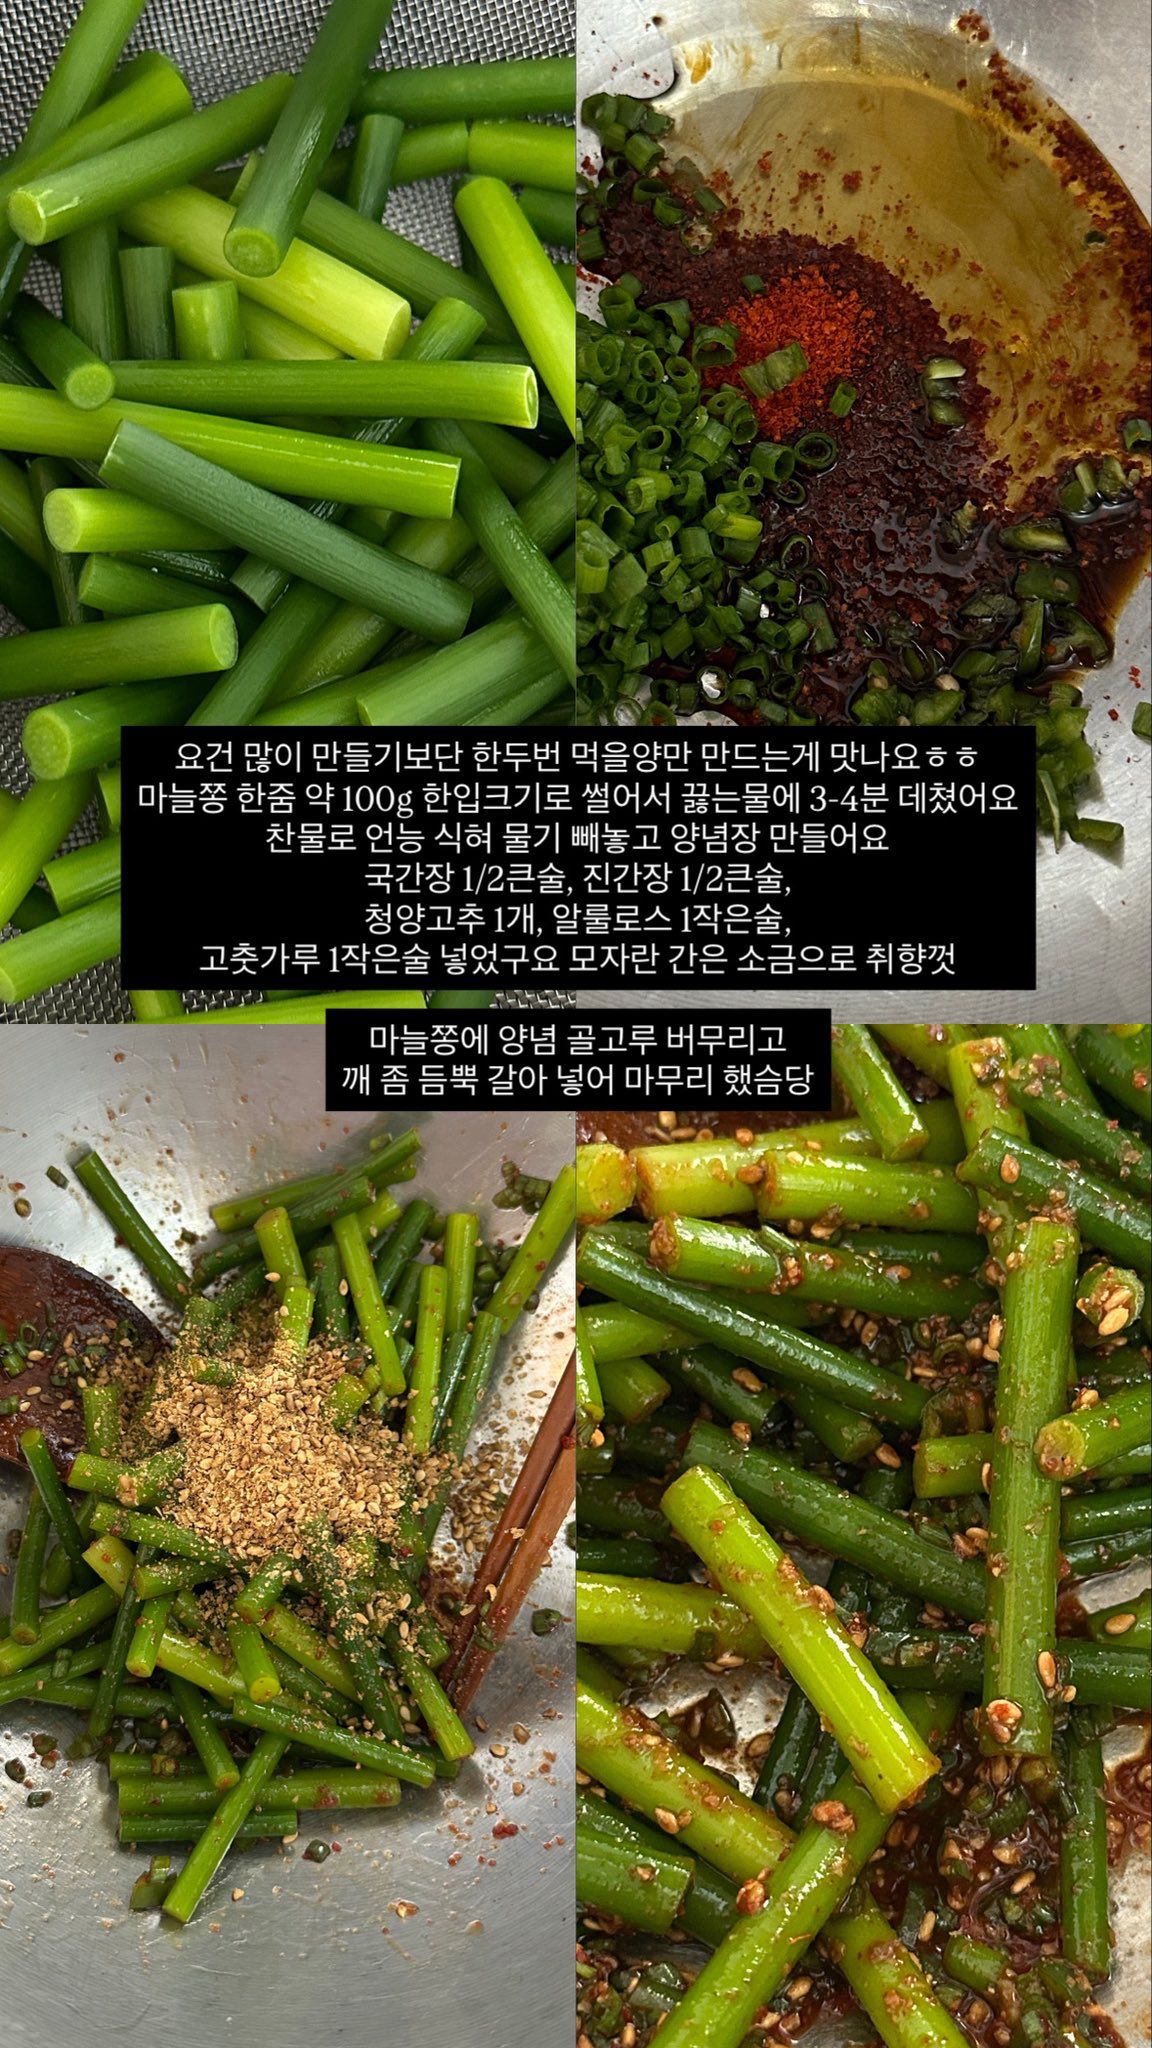 요건 많이 만들기보단 한두번 먹을양만 만드는게 맛나요ㅎㅎ
마늘쫑 한줌 약 100g 한입크기로 썰어서 끓는물에 3-4분 데쳤어요
찬물로 언능 식혀 물기 빼놓고 양념장 만들어요
국간장 1/2큰술, 진간장 1/2큰술,
청양고추 1개, 알룰로스 1작은술,
고춧가루 1작은술 넣었구요 모자란 간은 소금으로 취향껏
마늘쫑에 양념 골고루 버무리고
깨 좀 듬뿍 갈아 넣어 마무리 했슴당